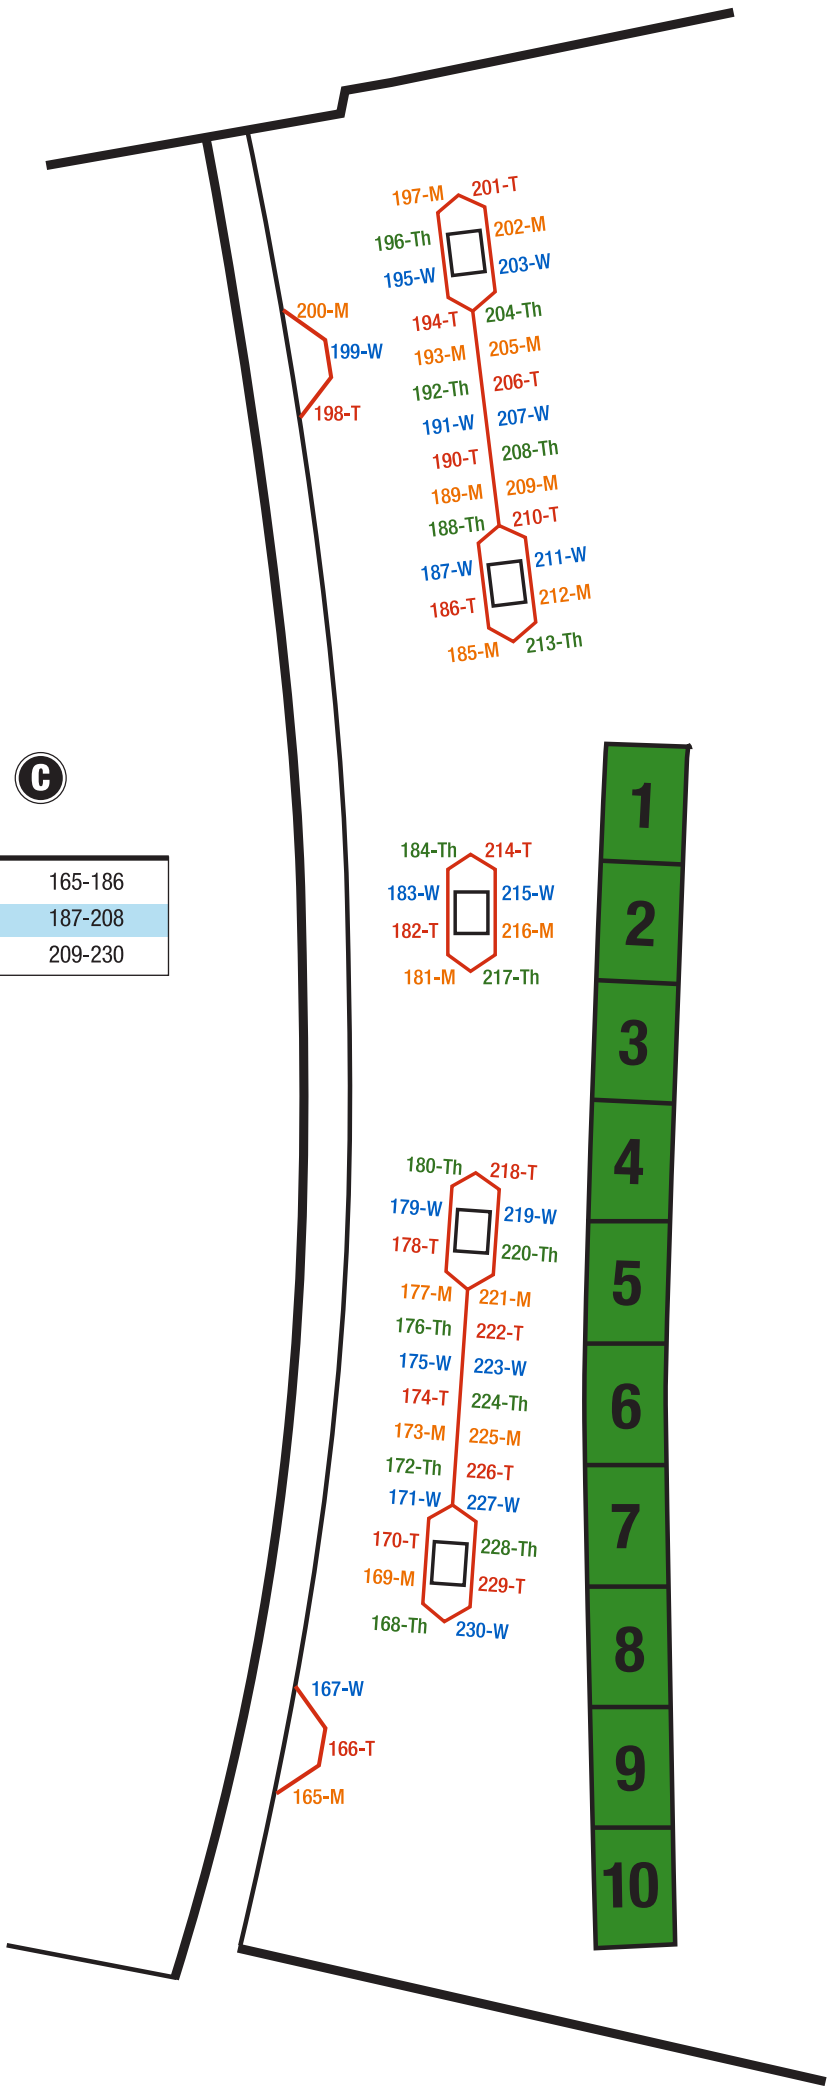 197-M
201-T
202-M
196-Th
203-W
195-W
200-M
204-Th
194-T
199-W
193-M
205-M
192-Th
206-T
198-T
191-W
207-W
190-T
208-Th
189-M
209-M
188-Th
210-T
187-W
211-W
186-T
212-M
185-M
213-Th
C
165-186
187-208
209-230
184-Th
214-T
183-W
215-W
182-T
216-M
181-M
217-Th
180-Th
218-T
179-W
219-W
178-T
220-Th
177-M
221-M
176-Th
222-T
175-W
223-W
174-T
224-Th
173-M
225-M
172-Th
226-T
171-W
227-W
170-T
228-Th
169-M
229-T
168-Th
230-W
167-W
166-T
165-M
1
2
3
4
5
6
7
8
9
10